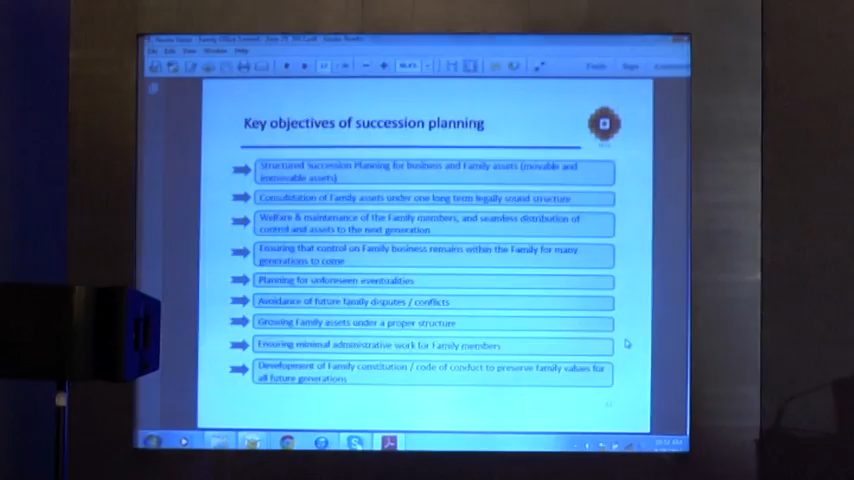 File Edit View Window Help
Key objectives of succession planning
Structured Succession Planning for business and Family assets (movable and
immovable assets)
Consolidation of Family assets under one long term legally sound structure
Welfare & maintenance of the Family members, and seamless distribution of
control and assets to the next generation
Ensuring that control on Family business remains within the Family for many
generations to come
Planning for unforeseen eventualities
Avoidance of future family disputes / conflicts
Growing Family assets under a proper structure
Ensuring minimal administrative work for Family members
Development of Family constitution / code of conduct to preserve family values for
all future generations